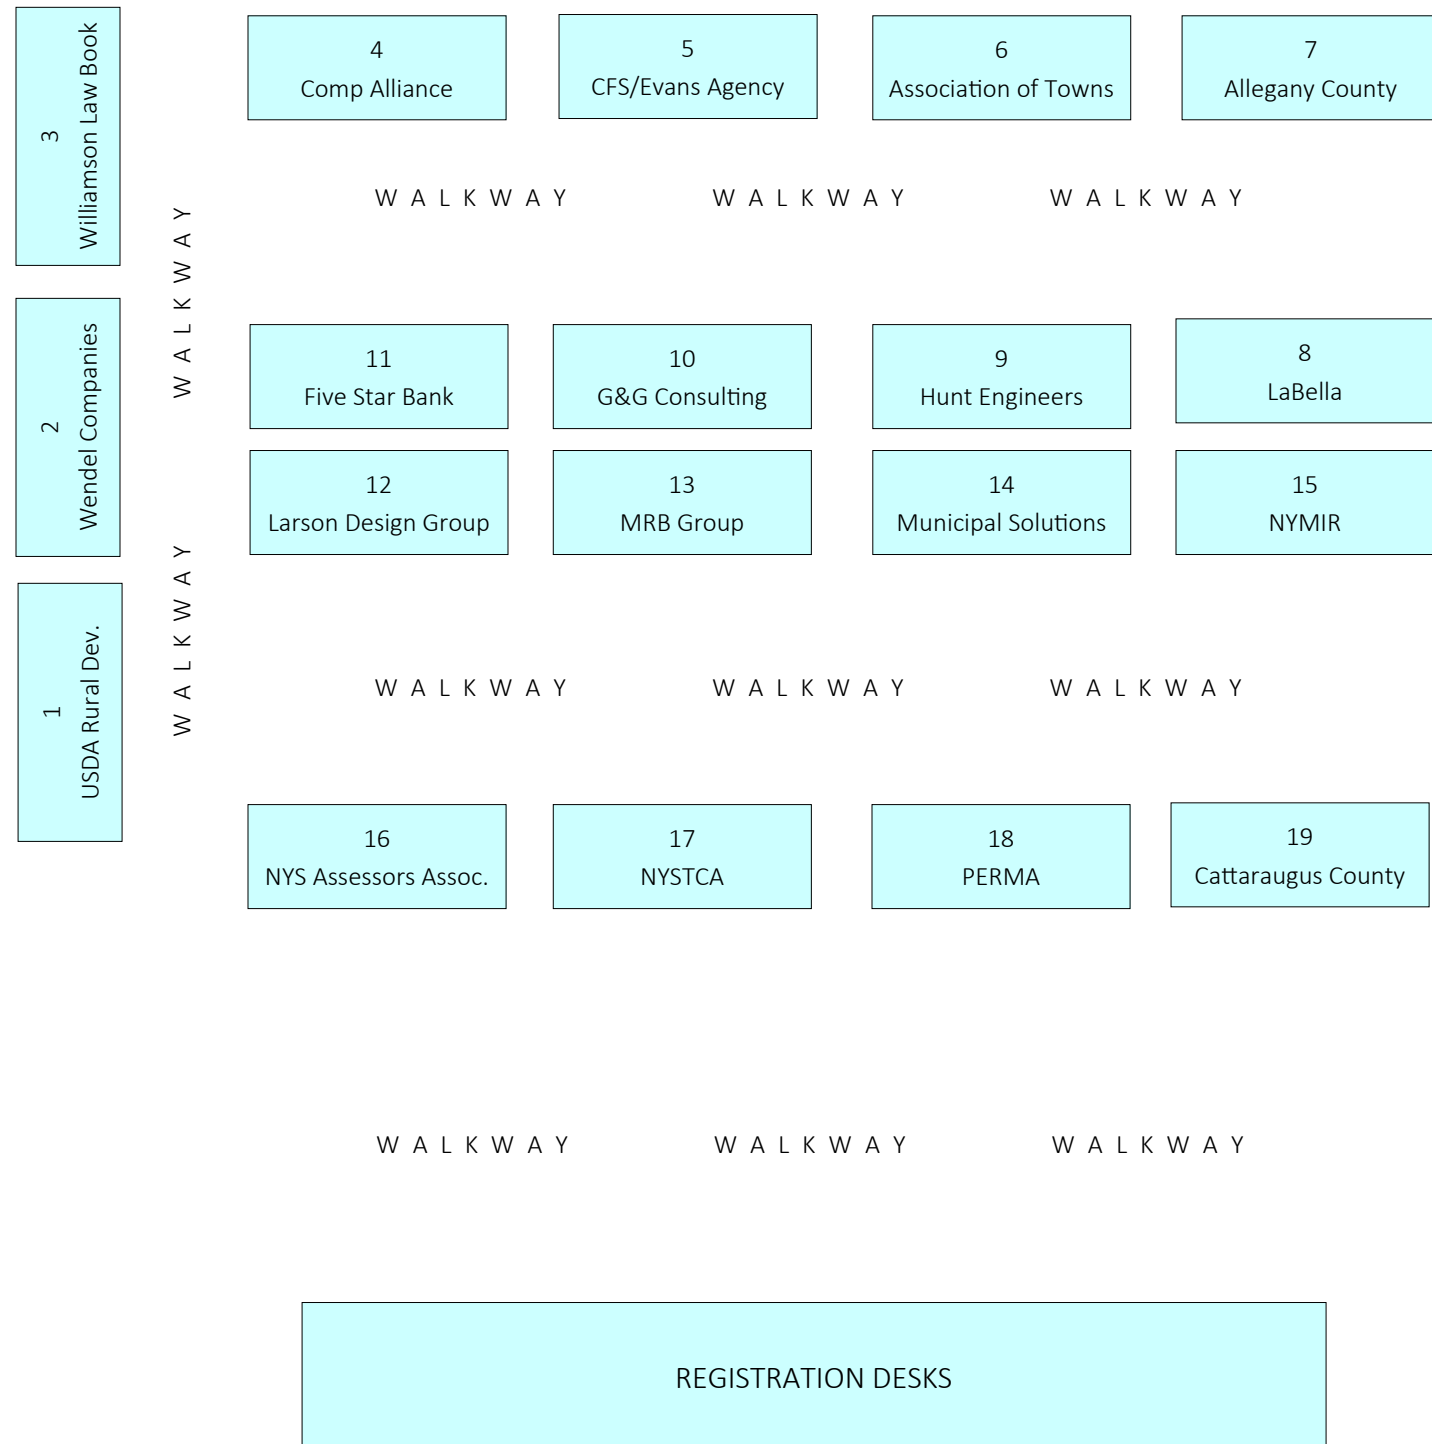 3
Williamson Law Book
4
Comp Alliance
5
CFS/Evans Agency
6
Association of Towns
7
Allegany County
WALKWAY WALKWAY WALKWAY
WALKWAY
2
Wendel Companies
11
Five Star Bank
10
G&G Consulting
9
Hunt Engineers
8
LaBella
12
Larson Design Group
13
MRB Group
14
Municipal Solutions
15
NYMIR
WALKWAY
1
USDA Rural Dev.
WALKWAY WALKWAY WALKWAY
16
NYS Assessors Assoc.
17
NYSTCA
18
PERMA
19
Cattaraugus County
WALKWAY WALKWAY WALKWAY
REGISTRATION DESKS